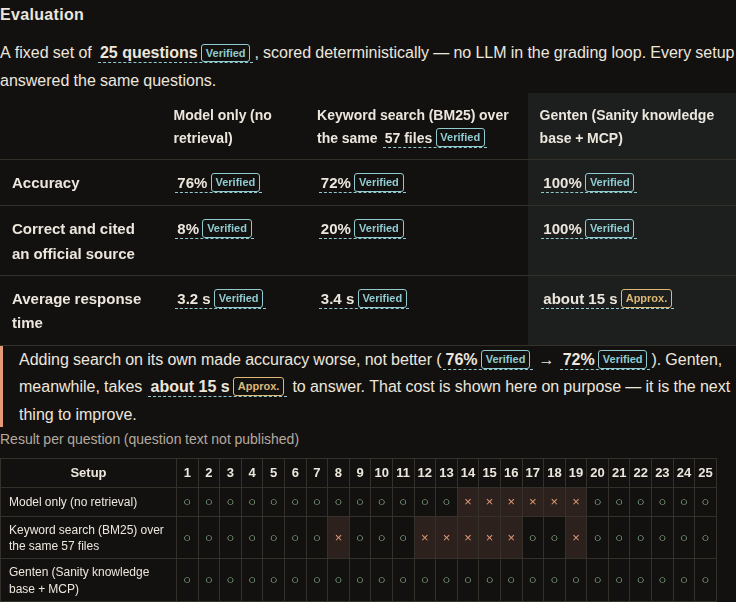 Evaluation
A fixed set of 25 questions Verified , scored deterministically — no LLM in the grading loop. Every setup
answered the same questions.
Model only (no retrieval) Keyword search (BM25) over the same 57 files Verified Genten (Sanity knowledge base + MCP)
Accuracy 76% Verified 72% Verified 100% Verified
Correct and cited an official source 8% Verified 20% Verified 100% Verified
Average response time 3.2 s Verified 3.4 s Verified about 15 s Approx.
Adding search on its own made accuracy worse, not better ( 76% Verified → 72% Verified ). Genten,
meanwhile, takes about 15 s Approx. to answer. That cost is shown here on purpose — it is the next
thing to improve.
Result per question (question text not published)
Setup 1 2 3 4 5 6 7 8 9 10 11 12 13 14 15 16 17 18 19 20 21 22 23 24 25
Model only (no retrieval) ○ ○ ○ ○ ○ ○ ○ ○ ○ ○ ○ ○ ○ × × × × × × ○ ○ ○ ○ ○ ○
Keyword search (BM25) over the same 57 files ○ ○ ○ ○ ○ ○ ○ × ○ ○ ○ × × × × × ○ ○ × ○ ○ ○ ○ ○ ○
Genten (Sanity knowledge base + MCP) ○ ○ ○ ○ ○ ○ ○ ○ ○ ○ ○ ○ ○ ○ ○ ○ ○ ○ ○ ○ ○ ○ ○ ○ ○